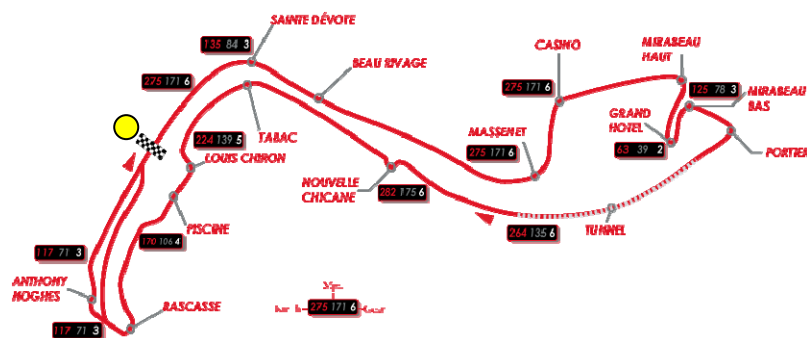 SAINTE DÉVOTE
135 84 3
BEAU RIVAGE
275 171 6
CASINO
275 171 6
MIRABEAU
HAUT
125 78 3
MIRABEAU
BAS
GRAND
HOTEL
63 39 2
PORTIER
MASSENET
275 171 6
TABAC
224 139 5
LOUIS CHIRON
NOUVELLE
CHICANE
282 175 6
PISCINE
170 106 4
TUNNEL
264 135 6
117 71 3
ANTHONY
NOGHES
RASCASSE
117 71 3
275 171 6